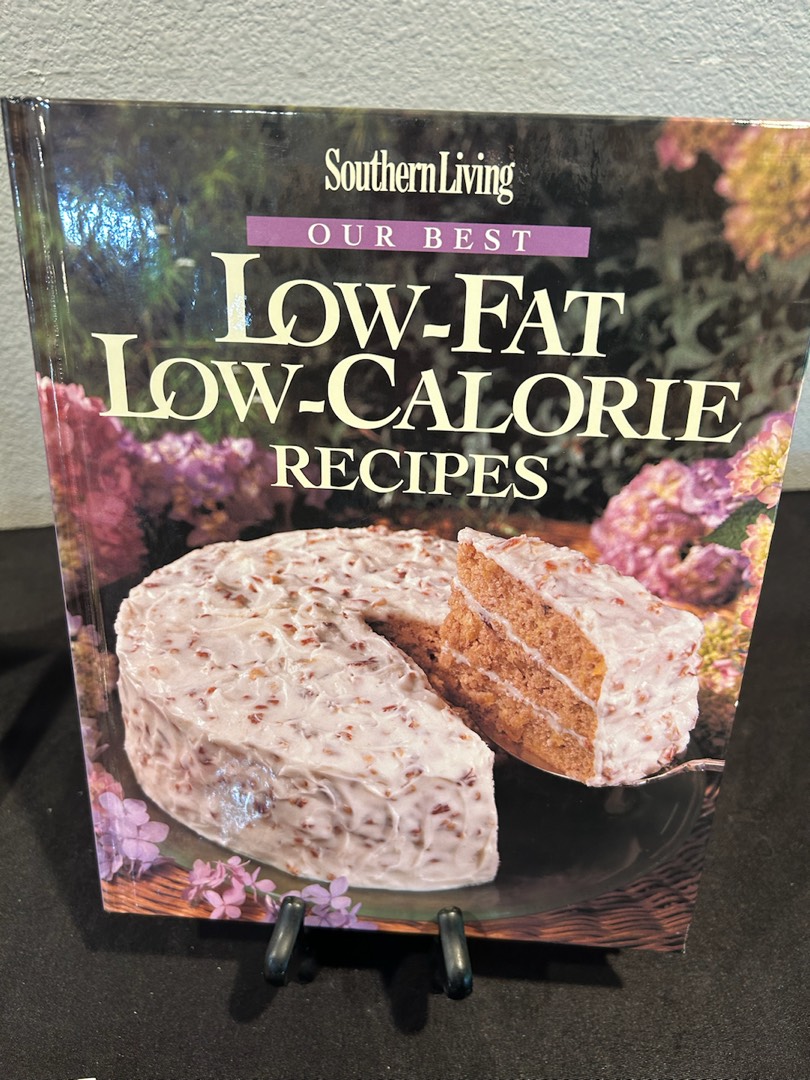 Southern Living
OUR BEST
LOW-FAT
LOW-CALORIE
RECIPES